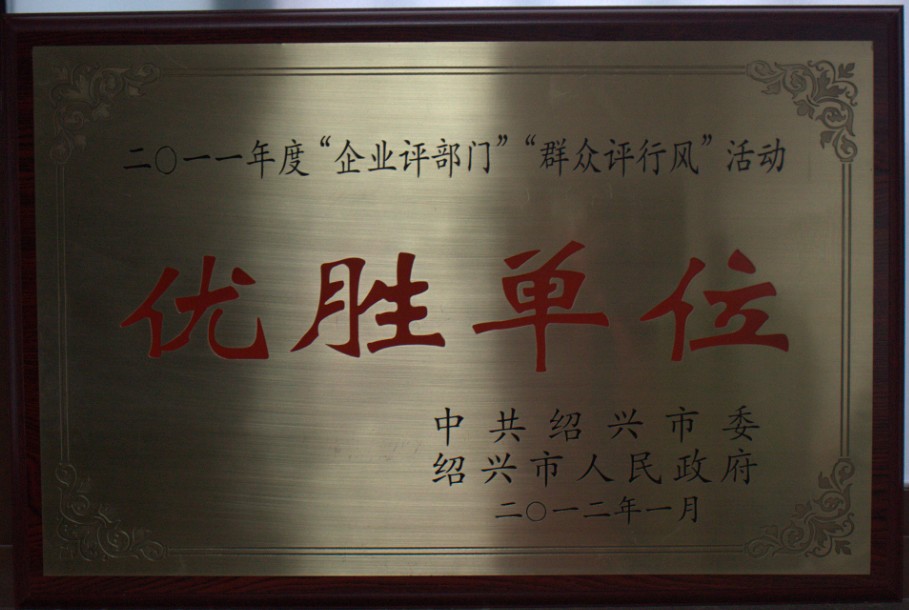 二〇一一年度“企业评部门”“群众评行风”活动
优胜单位
中共绍兴市委
绍兴市人民政府
二〇一二年一月